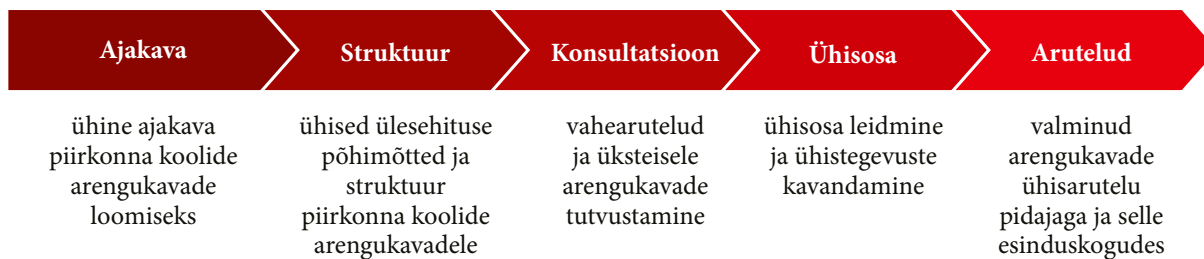 Ajakava
Struktuur
Konsultatsioon
Ühisosa
Arutelud
ühine ajakava
piirkonna koolide
arengukavade
loomiseks
ühised ülesehituse
põhimõtted ja
struktuur
piirkonna koolide
arengukavadele
vahearutelud
ja üksteisele
arengukavade
tutvustamine
ühisosa leidmine
ja ühistegevuste
kavandamine
valminud
arengukavade
ühisarutelu
pidajaga ja selle
esinduskogudes